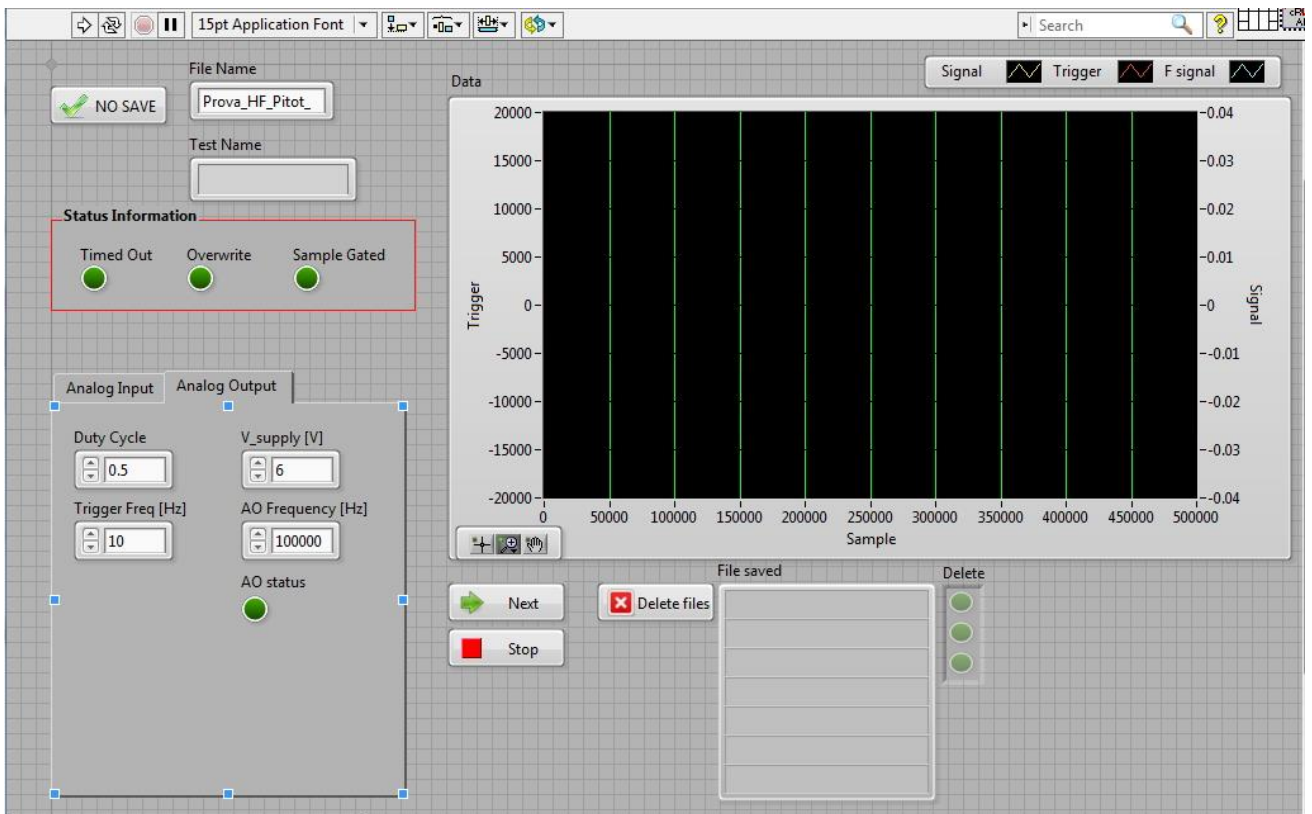 15pt Application Font
Search
File Name
NO SAVE
Prova_HF_Pitot_
Test Name
Status Information
Timed Out Overwrite Sample Gated
Analog Input Analog Output
Duty Cycle V_supply [V]
0.5 6
Trigger Freq [Hz] AO Frequency [Hz]
10 100000
AO status
Data
Signal Trigger F signal
20000 0.04
15000 0.03
10000 0.02
5000 0.01
0 0
-5000 -0.01
-10000 -0.02
-15000 -0.03
-20000 -0.04
Trigger
Signal
0 50000 100000 150000 200000 250000 300000 350000 400000 450000 500000
Sample
Next
Stop
Delete files
File saved
Delete